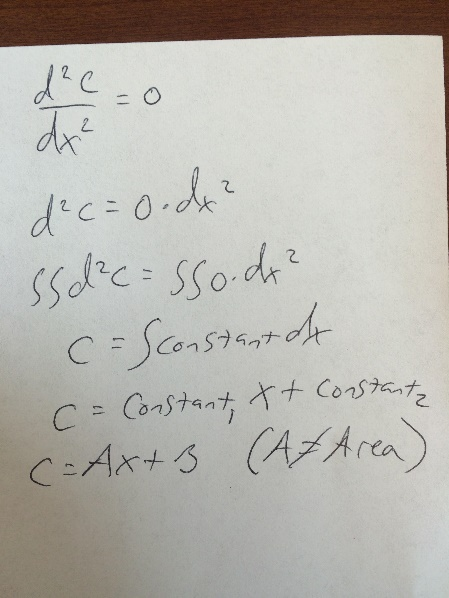 d²C/dx² = 0
d²C = 0 · dx²
∫∫d²C = ∫∫0 · dx²
C = ∫constant dx
C = Constant₁ X + Constant₂
C = Ax + B (A ≠ Area)